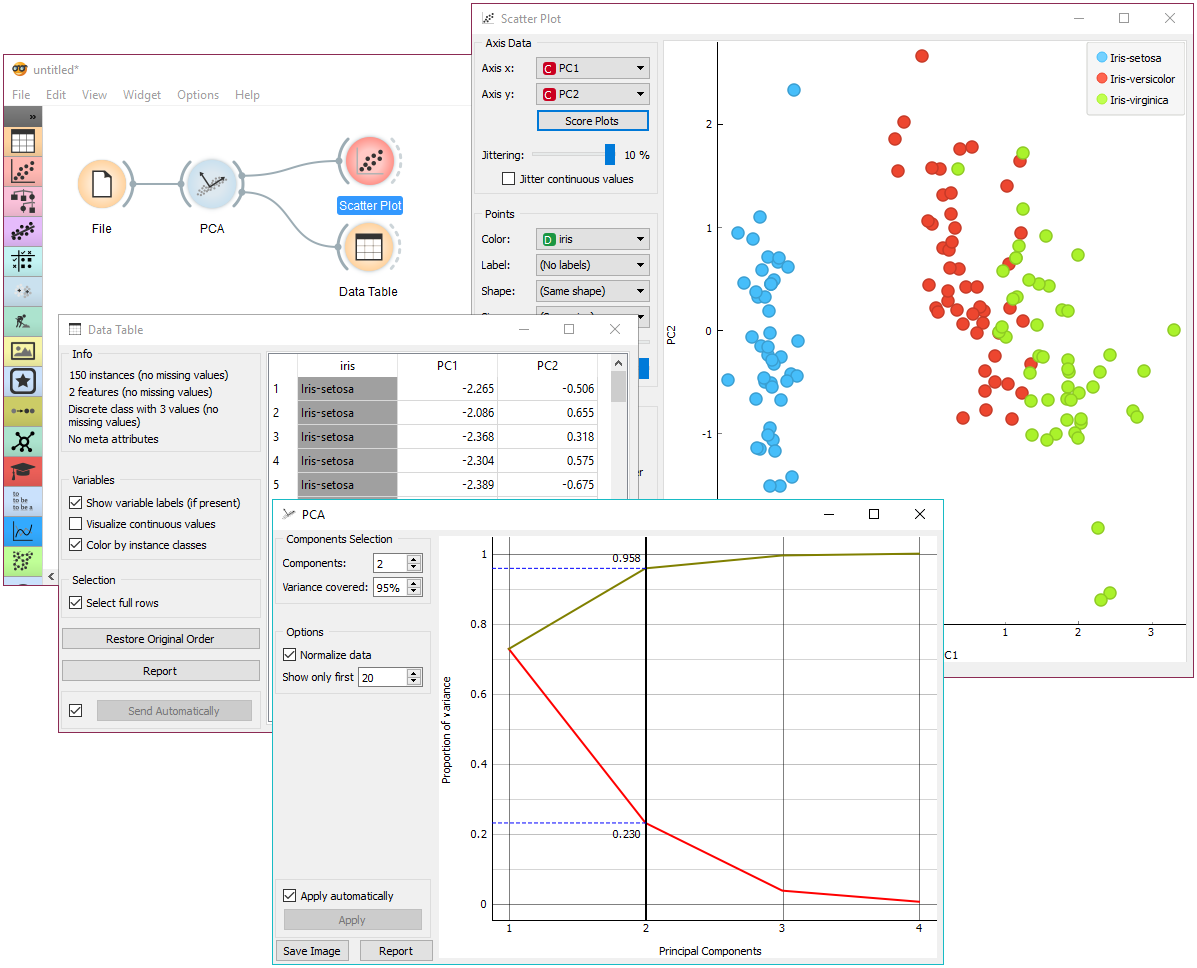 Scatter Plot
Axis Data
Axis x:
C PC1
Axis y:
C PC2
Score Plots
Jittering:
10 %
Jitter continuous values
Points
Color:
D iris
Label:
(No labels)
Shape:
(Same shape)
Iris-setosa
Iris-versicolor
Iris-virginica
2
1
0
-1
PC2
1
2
3
C1
untitled*
File Edit View Widget Options Help
»
File
PCA
Scatter Plot
Data Table
to
to be
to be a
<
Data Table
Info
150 instances (no missing values)
2 features (no missing values)
Discrete class with 3 values (no
missing values)
No meta attributes
Variables
Show variable labels (if present)
Visualize continuous values
Color by instance classes
Selection
Select full rows
Restore Original Order
Report
Send Automatically
iris PC1 PC2
1 Iris-setosa -2.265 -0.506
2 Iris-setosa -2.086 0.655
3 Iris-setosa -2.368 0.318
4 Iris-setosa -2.304 0.575
5 Iris-setosa -2.389 -0.675
PCA
Components Selection
Components: 2
Variance covered: 95%
Options
Normalize data
Show only first 20
Apply automatically
Apply
Save Image
Report
Proportion of variance
1
0.8
0.6
0.4
0.2
0
0.958
0.230
1 2 3 4
Principal Components